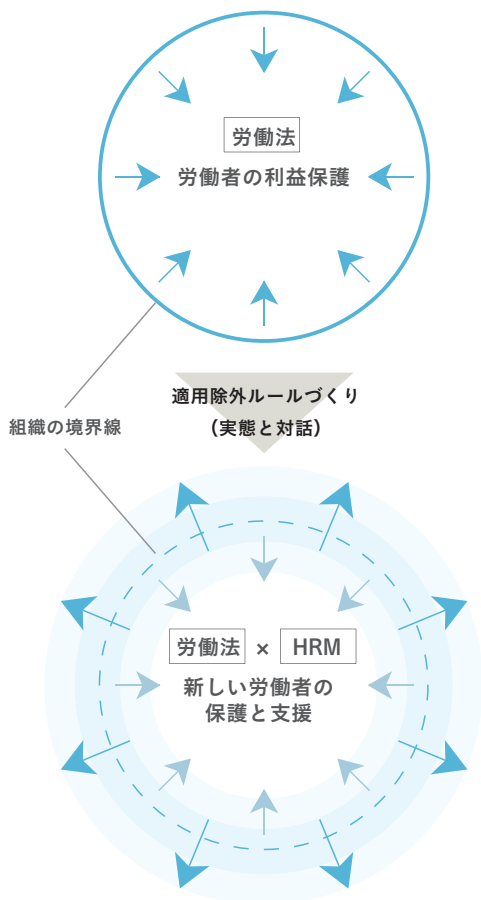 労働法
労働者の利益保護
適用除外ルールづくり
（実態と対話）
組織の境界線
労働法 × HRM
新しい労働者の
保護と支援